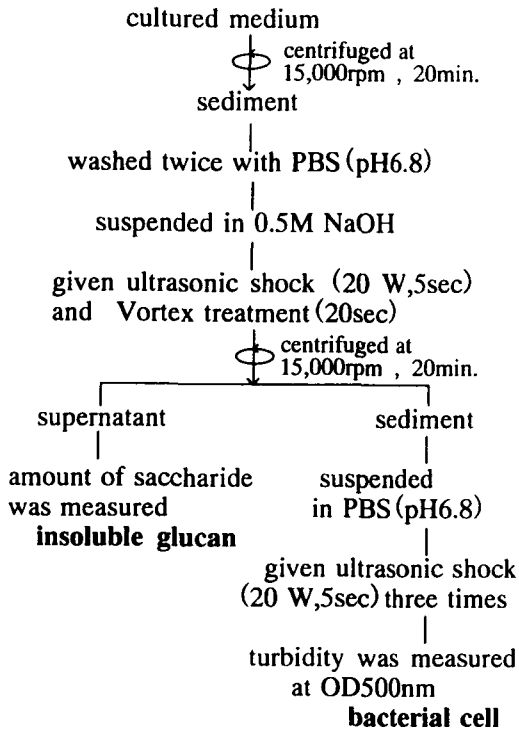 cultured medium
centrifuged at
15,000rpm , 20min.
sediment
washed twice with PBS(pH6.8)
suspended in 0.5M NaOH
given ultrasonic shock (20 W,5sec)
and Vortex treatment(20sec)
centrifuged at
15,000rpm , 20min.
supernatant
amount of saccharide
was measured
insoluble glucan
sediment
suspended
in PBS(pH6.8)
given ultrasonic shock
(20 W,5sec) three times
turbidity was measured
at OD500nm
bacterial cell